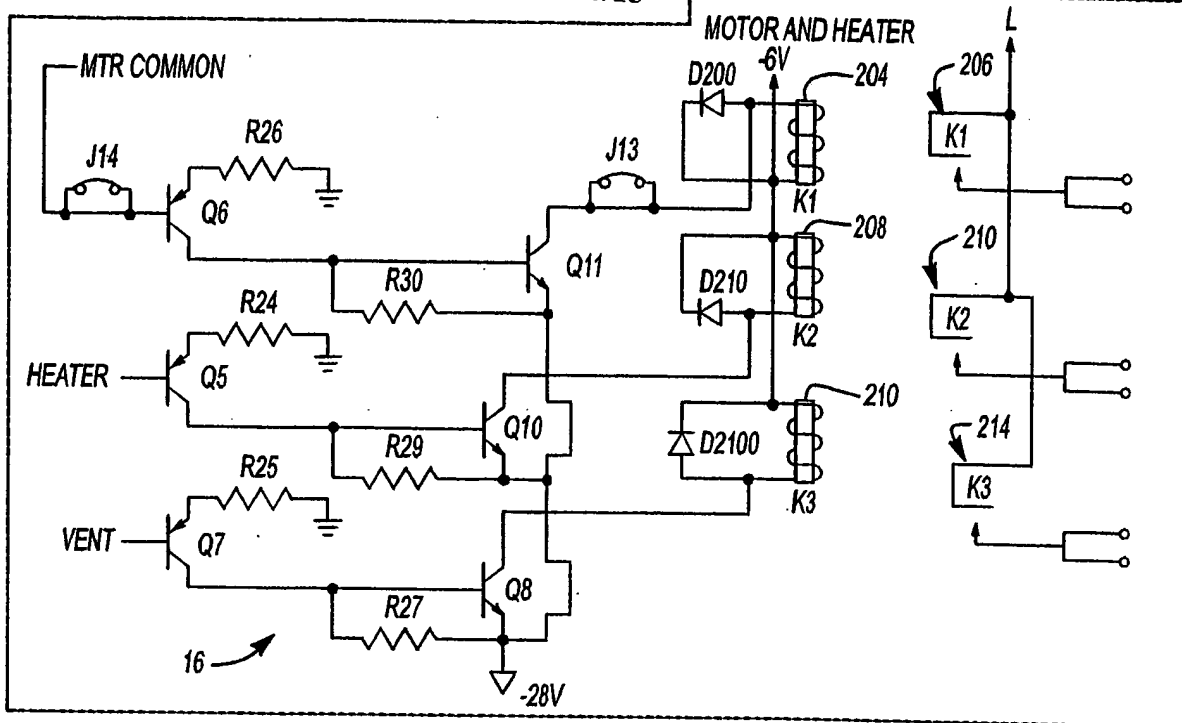 MOTOR AND HEATER
L
MTR COMMON
-6V
204
D200
206
R26
K1
J14
J13
Q6
K1
208
210
Q11
R30
D210
R24
K2
K2
HEATER
Q5
210
214
Q10
D2100
R29
R25
K3
K3
VENT
Q7
Q8
R27
16
-28V